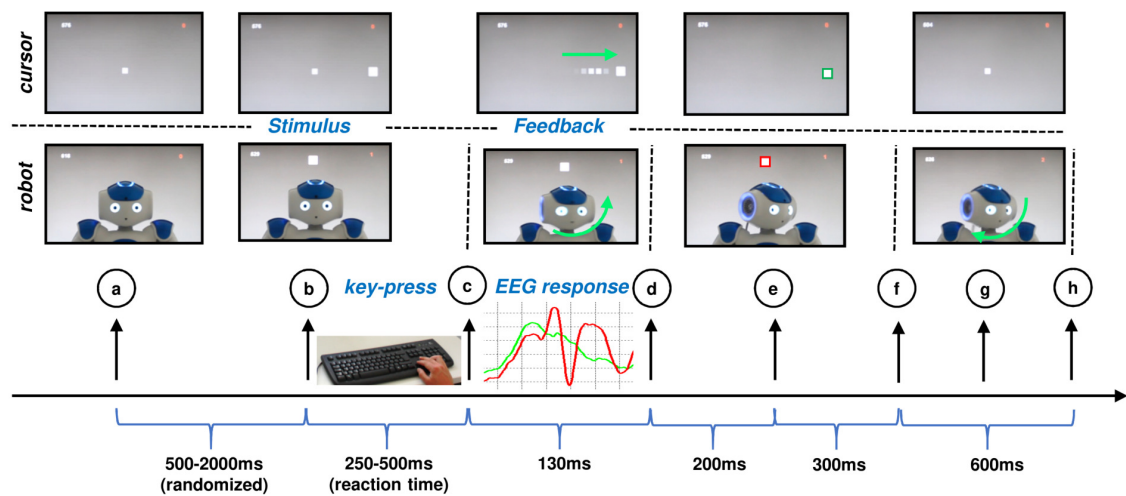 cursor
Stimulus
Feedback
robot
a
b
key-press
c
EEG response
d
e
f
g
h
500-2000ms
(randomized)
250-500ms
(reaction time)
130ms
200ms
300ms
600ms